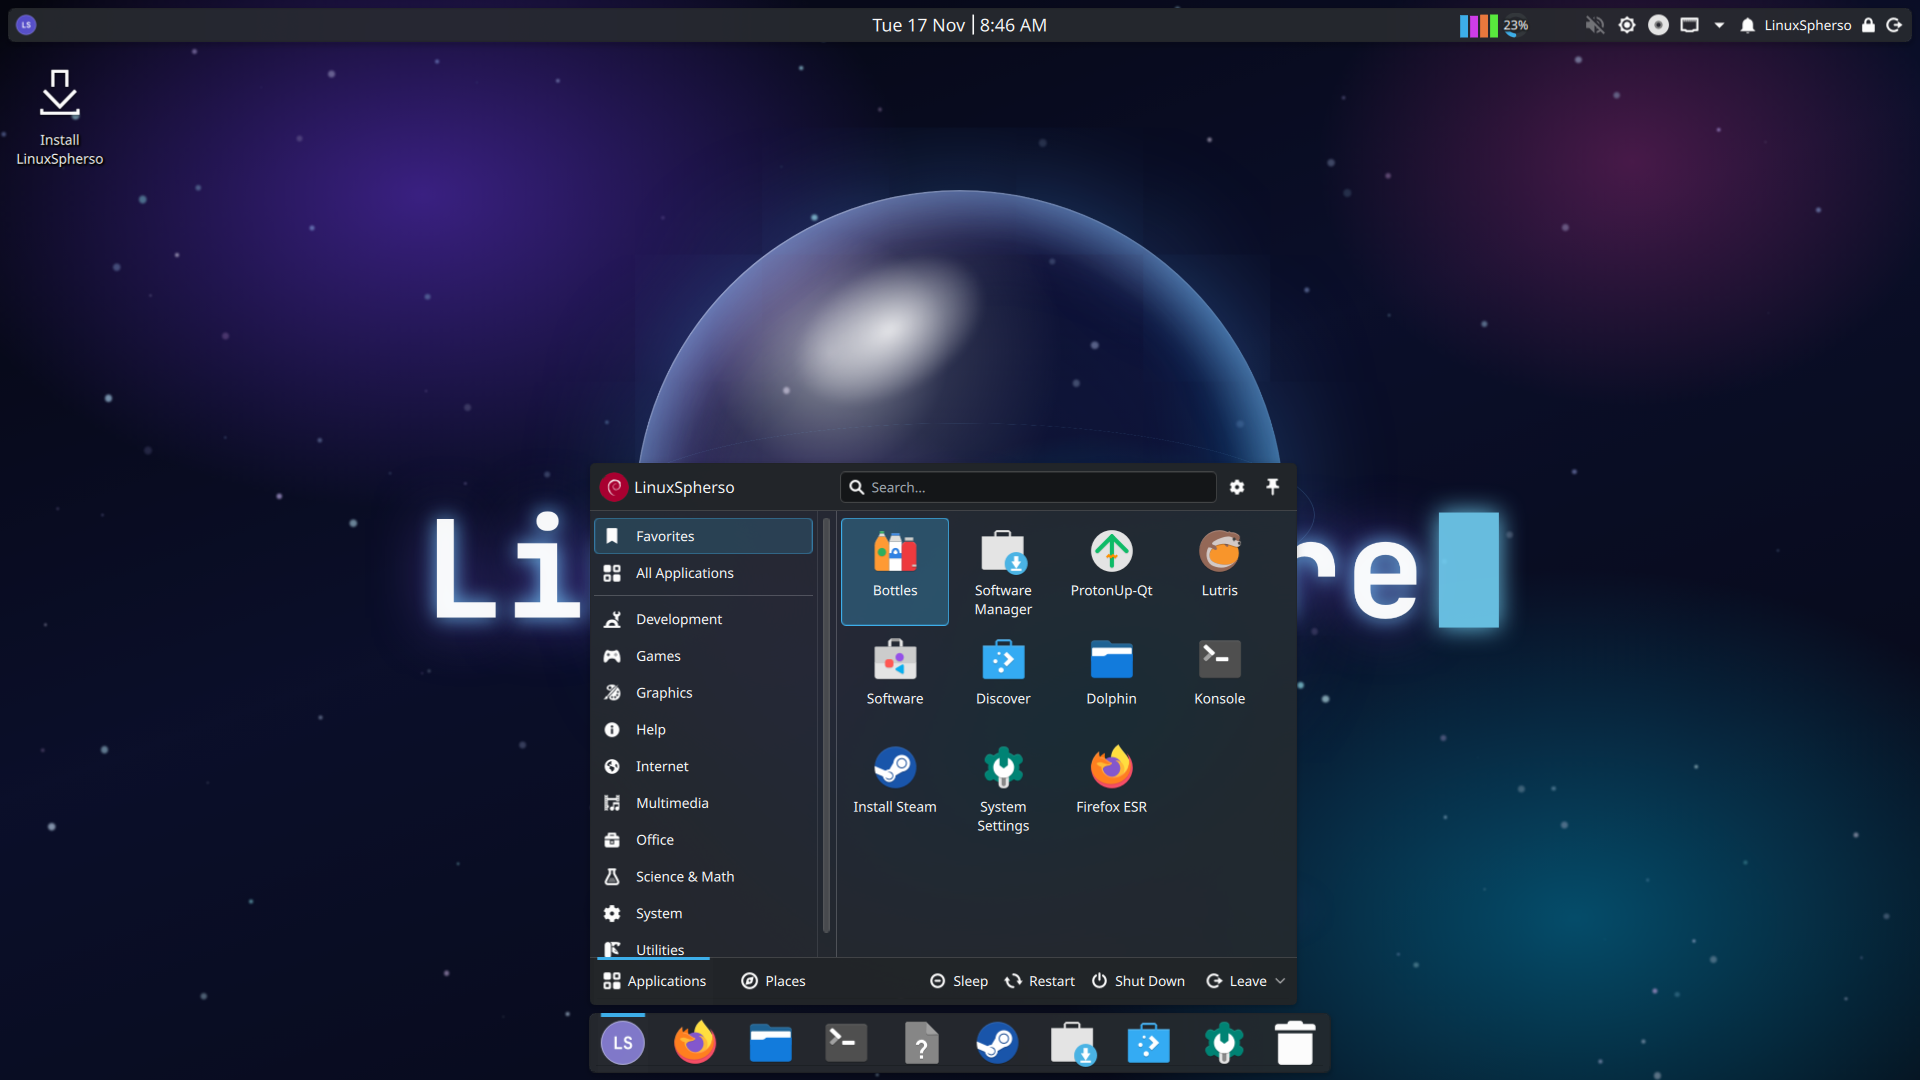 LS
Tue 17 Nov | 8:46 AM
23%
LinuxSpherso
Install
LinuxSpherso
Li
re
LinuxSpherso
Search...
Favorites
All Applications
Development
Games
Graphics
Help
Internet
Multimedia
Office
Science & Math
System
Utilities
Bottles
Software
Manager
ProtonUp-Qt
Lutris
Software
Discover
Dolphin
Konsole
Install Steam
System
Settings
Firefox ESR
Applications
Places
Sleep
Restart
Shut Down
Leave
LS
?